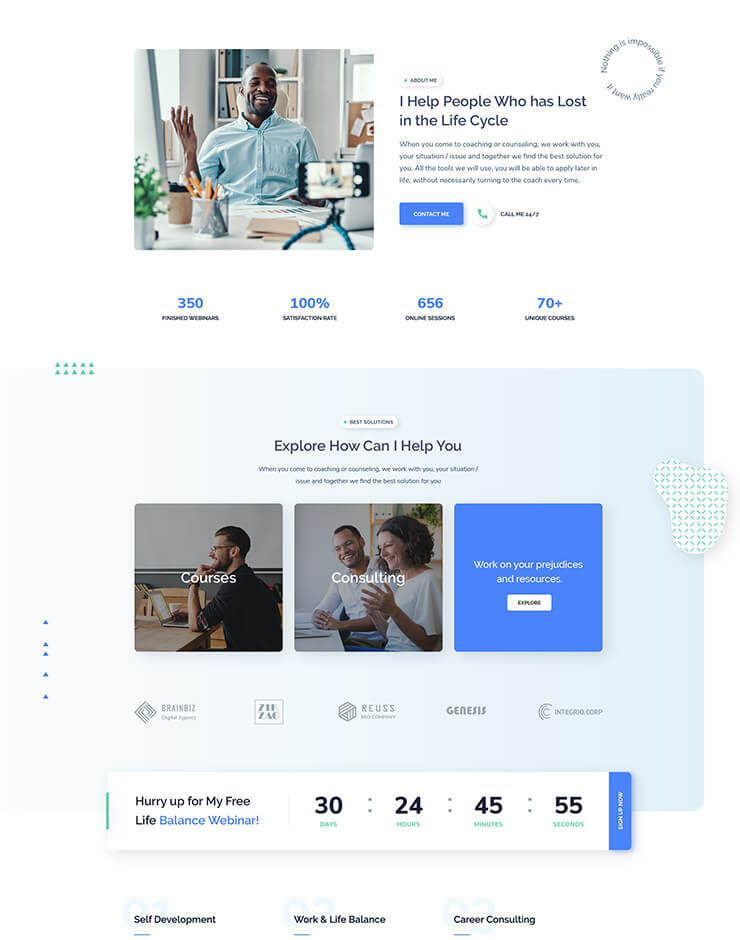 Nothing is impossible if you really want it
ABOUT ME
I Help People Who has Lost
in the Life Cycle
When you come to coaching or counseling, we work with you,
your situation / issue and together we find the best solution for
you. All the tools we will use, you will be able to apply later in
life, without necessarily turning to the coach every time.
CONTACT ME
CALL ME 24/7
350
100%
656
70+
FINISHED WEBINARS
SATISFACTION RATE
ONLINE SESSIONS
UNIQUE COURSES
BEST SOLUTIONS
Explore How Can I Help You
When you come to coaching or counseling, we work with you, your situation /
issue and together we find the best solution for you
Courses
Consulting
Work on your prejudices
and resources.
EXPLORE
BRAINBIZ
Digital Agency
ZIK
ZAG
REUSS
SEO COMPANY
GENESIS
INTEGRIO.CORP
Hurry up for My Free
Life Balance Webinar!
30 : 24 : 45 : 55
DAYS
HOURS
MINUTES
SECONDS
SIGN UP NOW
01
02
03
Self Development
Work & Life Balance
Career Consulting